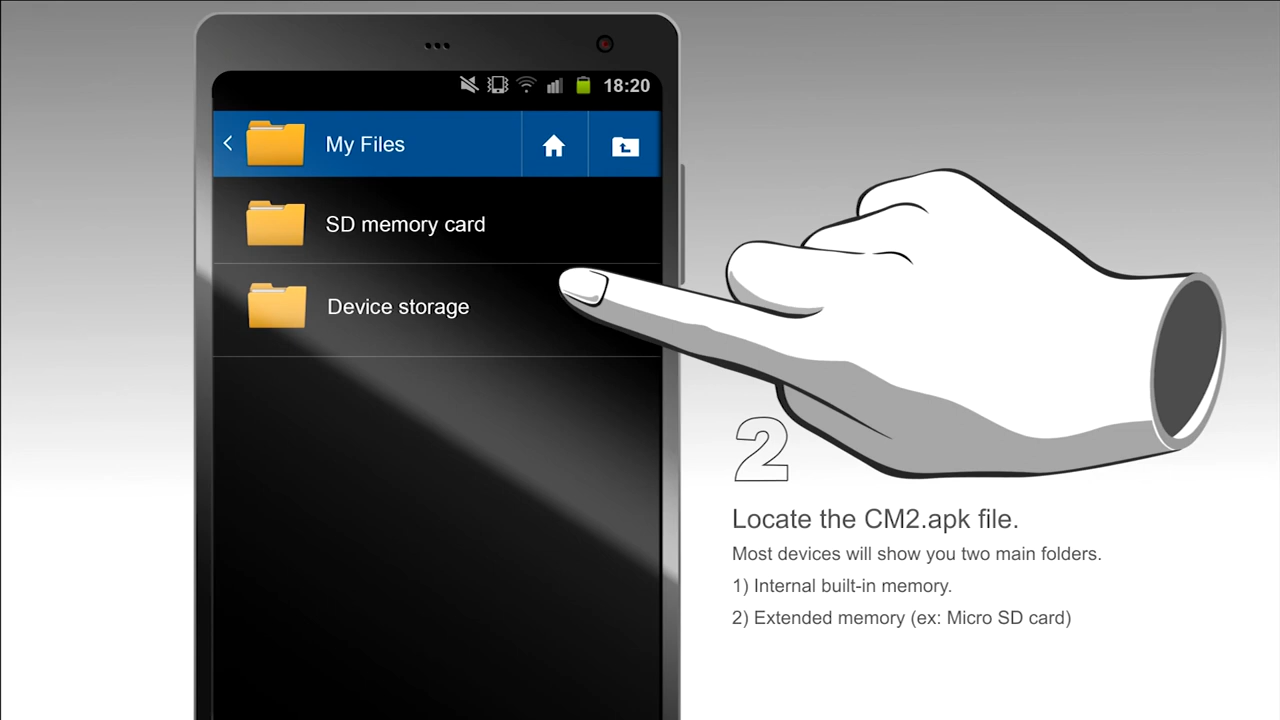 18:20
My Files
SD memory card
Device storage
2
Locate the CM2.apk file.
Most devices will show you two main folders.
1) Internal built-in memory.
2) Extended memory (ex: Micro SD card)